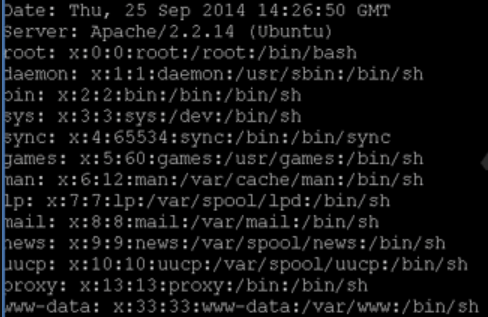 Date: Thu, 25 Sep 2014 14:26:50 GMT
Server: Apache/2.2.14 (Ubuntu)
root: x:0:0:root:/root:/bin/bash
daemon: x:1:1:daemon:/usr/sbin:/bin/sh
bin: x:2:2:bin:/bin:/bin/sh
sys: x:3:3:sys:/dev:/bin/sh
sync: x:4:65534:sync:/bin:/bin/sync
games: x:5:60:games:/usr/games:/bin/sh
man: x:6:12:man:/var/cache/man:/bin/sh
lp: x:7:7:lp:/var/spool/lpd:/bin/sh
mail: x:8:8:mail:/var/mail:/bin/sh
news: x:9:9:news:/var/spool/news:/bin/sh
uucp: x:10:10:uucp:/var/spool/uucp:/bin/sh
proxy: x:13:13:proxy:/bin:/bin/sh
www-data: x:33:33:www-data:/var/www:/bin/sh